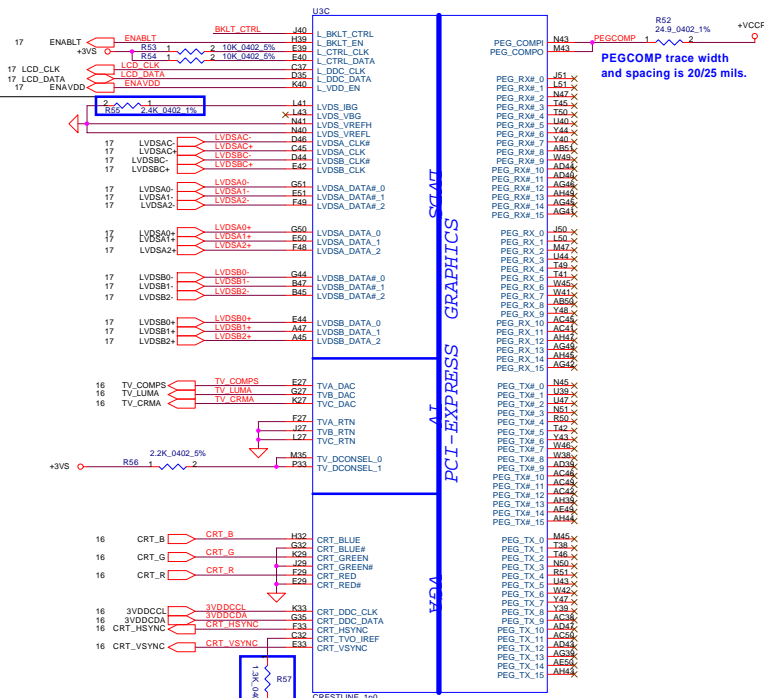 U3C
BKLT_CTRL J40 L_BKLT_CTRL
17 ENABLT ENABLT H39 L_BKLT_EN
+3VS R53 1 2 10K_0402_5% E39 L_CTRL_CLK
R54 1 2 10K_0402_5% E40 L_CTRL_DATA
17 LCD_CLK LCD_CLK C37 L_DDC_CLK
17 LCD_DATA LCD_DATA D35 L_DDC_DATA
17 ENAVDD ENAVDD K40 L_VDD_EN
2 1 L41 LVDS_IBG
R55 2.4K_0402_1% L43 LVDS_VBG
N41 LVDS_VREFH
N40 LVDS_VREFL
17 LVDSAC- LVDSAC- D46 LVDSA_CLK#
17 LVDSAC+ LVDSAC+ C45 LVDSA_CLK
17 LVDSBC- LVDSBC- D44 LVDSB_CLK#
17 LVDSBC+ LVDSBC+ E42 LVDSB_CLK
17 LVDSA0- LVDSA0- G51 LVDSA_DATA#_0
17 LVDSA1- LVDSA1- E51 LVDSA_DATA#_1
17 LVDSA2- LVDSA2- F49 LVDSA_DATA#_2
17 LVDSA0+ LVDSA0+ G50 LVDSA_DATA_0
17 LVDSA1+ LVDSA1+ E50 LVDSA_DATA_1
17 LVDSA2+ LVDSA2+ F48 LVDSA_DATA_2
17 LVDSB0- LVDSB0- G44 LVDSB_DATA#_0
17 LVDSB1- LVDSB1- B47 LVDSB_DATA#_1
17 LVDSB2- LVDSB2- B45 LVDSB_DATA#_2
17 LVDSB0+ LVDSB0+ E44 LVDSB_DATA_0
17 LVDSB1+ LVDSB1+ A47 LVDSB_DATA_1
17 LVDSB2+ LVDSB2+ A45 LVDSB_DATA_2
16 TV_COMPS TV_COMPS E27 TVA_DAC
16 TV_LUMA TV_LUMA G27 TVB_DAC
16 TV_CRMA TV_CRMA K27 TVC_DAC
F27 TVA_RTN
J27 TVB_RTN
L27 TVC_RTN
2.2K_0402_5% M35 TV_DCONSEL_0
+3VS R56 1 2 P33 TV_DCONSEL_1
16 CRT_B CRT_B H32 CRT_BLUE
G32 CRT_BLUE#
16 CRT_G CRT_G K29 CRT_GREEN
J29 CRT_GREEN#
16 CRT_R CRT_R F29 CRT_RED
E29 CRT_RED#
16 3VDDCCL 3VDDCCL K33 CRT_DDC_CLK
16 3VDDCDA 3VDDCDA G35 CRT_DDC_DATA
16 CRT_HSYNC CRT_HSYNC F33 CRT_HSYNC
C32 CRT_TVO_IREF
16 CRT_VSYNC CRT_VSYNC E33 CRT_VSYNC
R57
CRESTLINE_1p0
LVDS
PCI-EXPRESS GRAPHICS
VGA
R52
24.9_0402_1%
+VCCP
PEG_COMPI N43 PEGCOMP 1 2
PEG_COMPO M43
PEGCOMP trace width
and spacing is 20/25 mils.
PEG_RX#_0 J51
PEG_RX#_1 L51
PEG_RX#_2 N47
PEG_RX#_3 T45
PEG_RX#_4 T50
PEG_RX#_5 U40
PEG_RX#_6 Y44
PEG_RX#_7 Y40
PEG_RX#_8 AB51
PEG_RX#_9 W49
PEG_RX#_10 AD44
PEG_RX#_11 AD40
PEG_RX#_12 AG46
PEG_RX#_13 AH49
PEG_RX#_14 AG45
PEG_RX#_15 AG41
PEG_RX_0 J50
PEG_RX_1 L50
PEG_RX_2 M47
PEG_RX_3 U44
PEG_RX_4 T49
PEG_RX_5 T41
PEG_RX_6 W45
PEG_RX_7 W41
PEG_RX_8 AB50
PEG_RX_9 Y48
PEG_RX_10 AC45
PEG_RX_11 AC41
PEG_RX_12 AH47
PEG_RX_13 AG49
PEG_RX_14 AH45
PEG_RX_15 AG42
PEG_TX#_0 N45
PEG_TX#_1 U39
PEG_TX#_2 U47
PEG_TX#_3 N51
PEG_TX#_4 R50
PEG_TX#_5 T42
PEG_TX#_6 Y43
PEG_TX#_7 W46
PEG_TX#_8 W38
PEG_TX#_9 AD39
PEG_TX#_10 AC46
PEG_TX#_11 AC49
PEG_TX#_12 AC42
PEG_TX#_13 AH39
PEG_TX#_14 AE49
PEG_TX#_15 AH44
PEG_TX_0 M45
PEG_TX_1 T38
PEG_TX_2 T46
PEG_TX_3 N50
PEG_TX_4 R51
PEG_TX_5 U43
PEG_TX_6 W42
PEG_TX_7 Y47
PEG_TX_8 Y39
PEG_TX_9 AC38
PEG_TX_10 AD47
PEG_TX_11 AC50
PEG_TX_12 AD43
PEG_TX_13 AG39
PEG_TX_14 AE50
PEG_TX_15 AH43